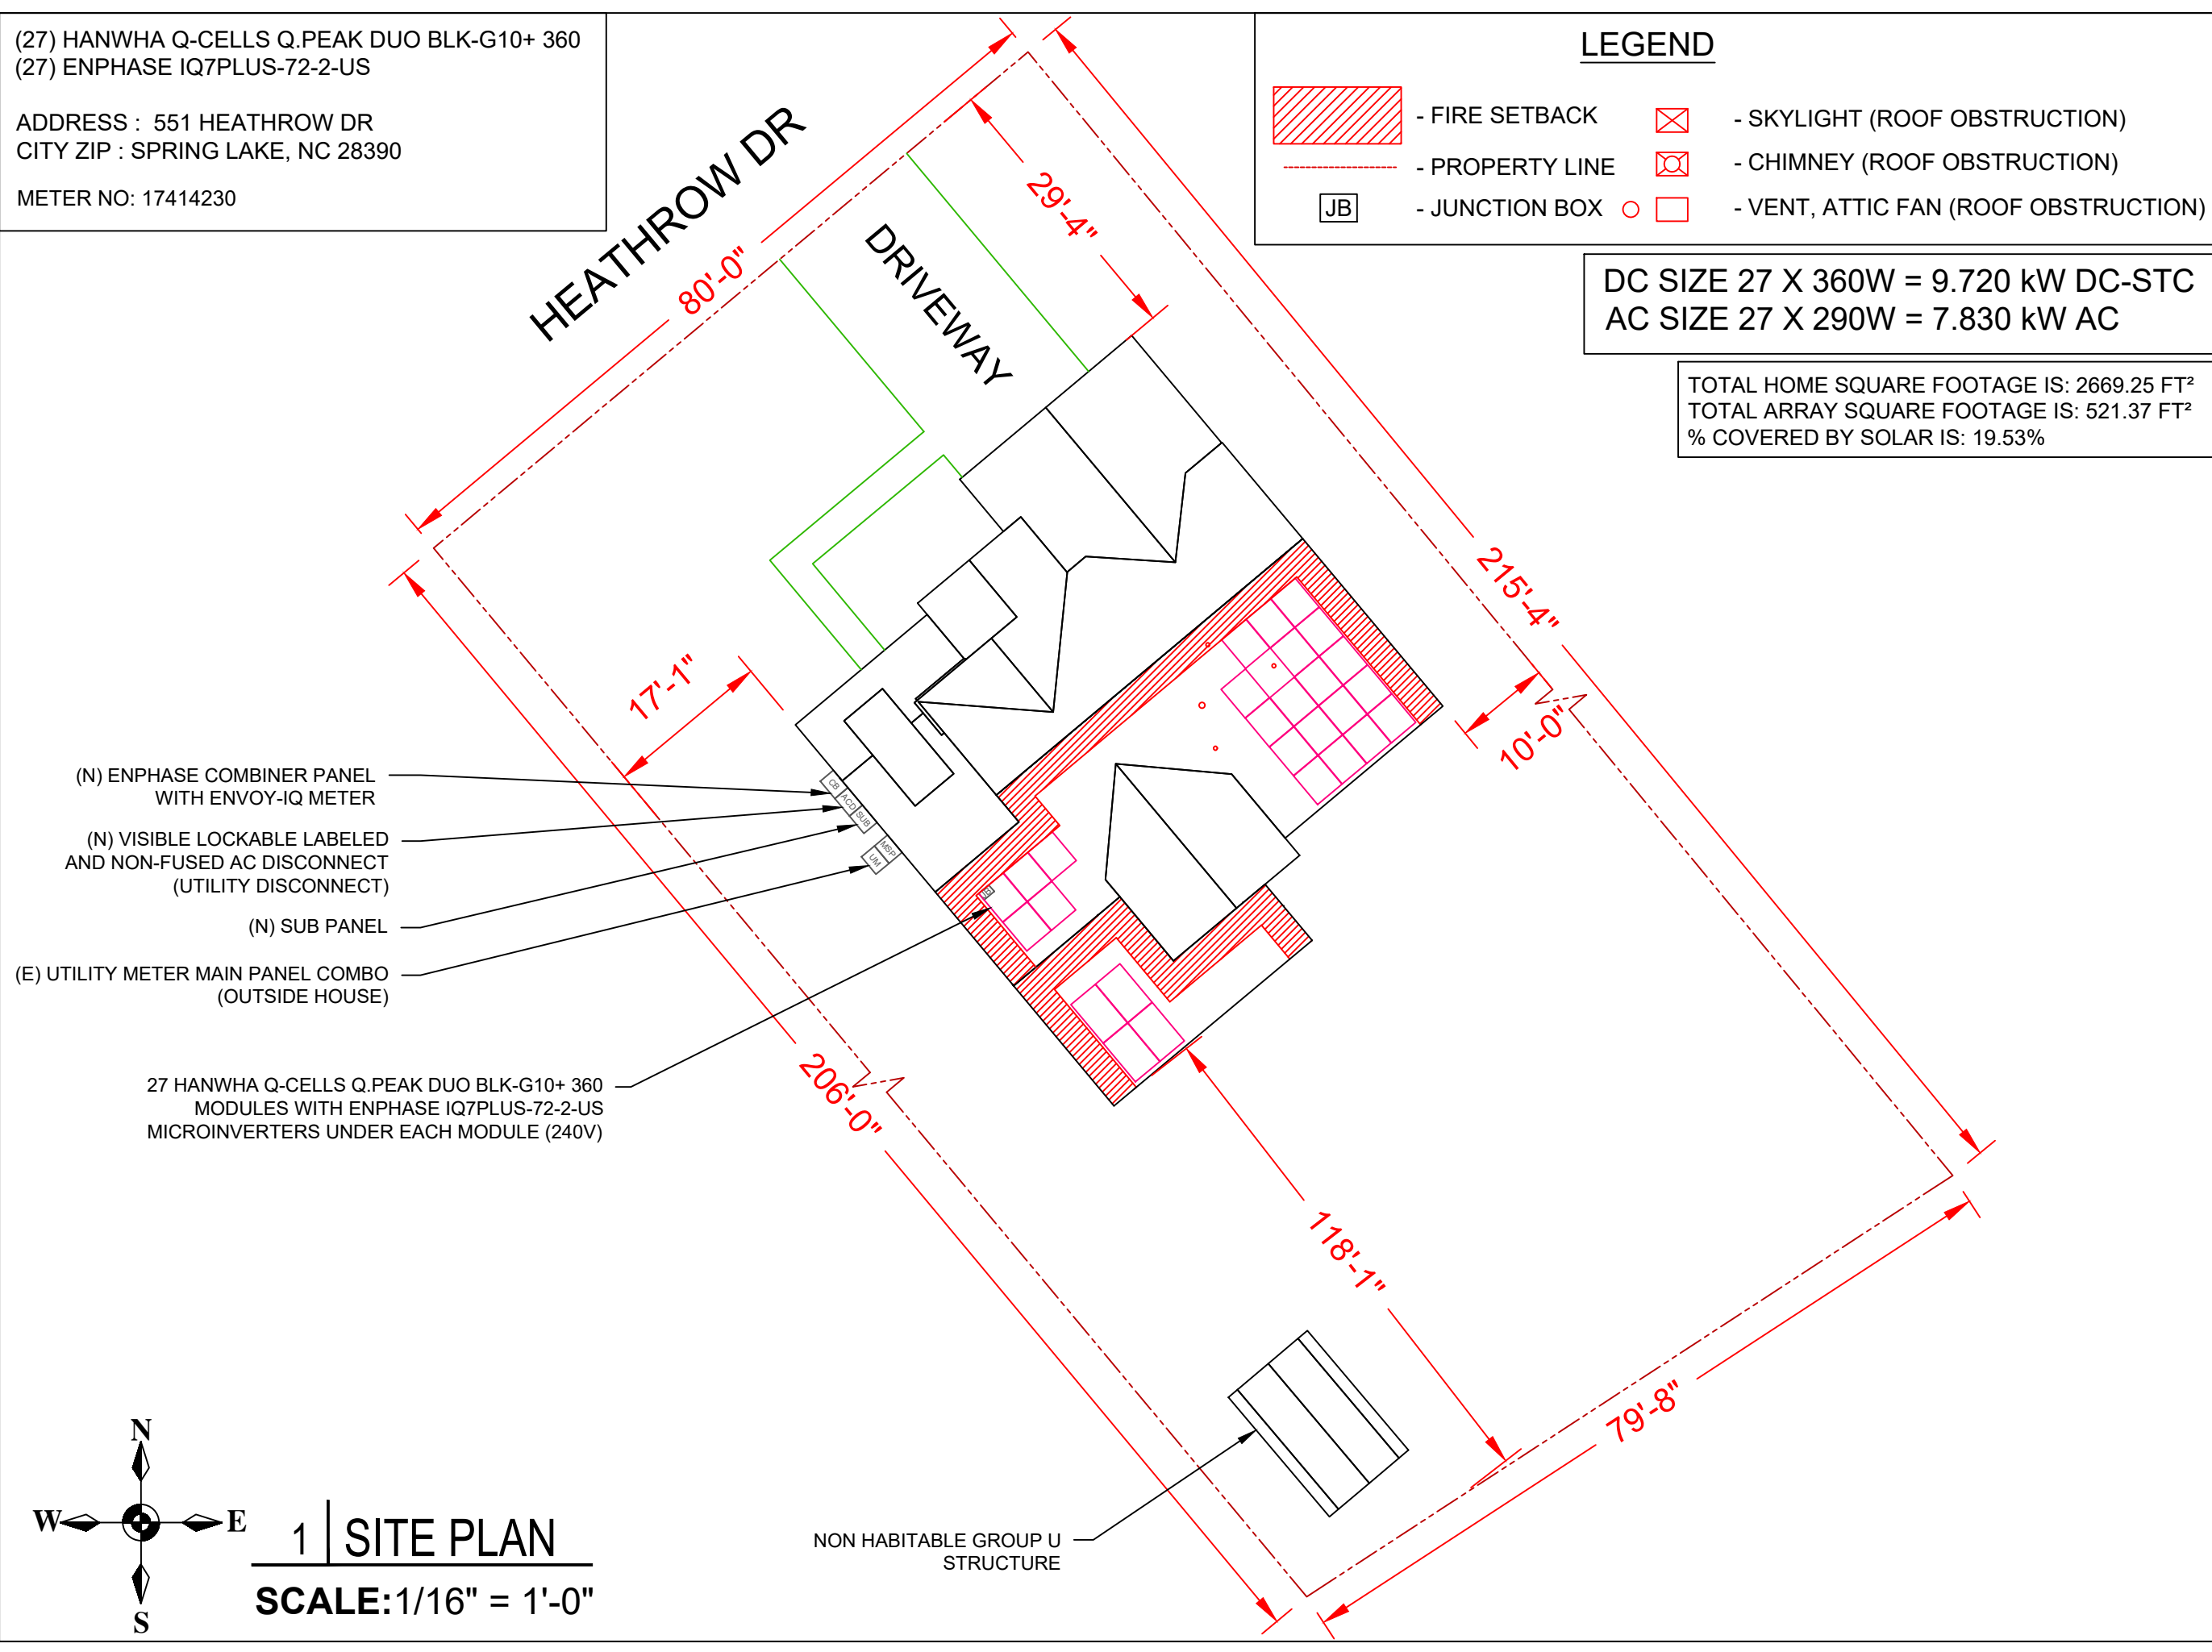 (27) HANWHA Q-CELLS Q.PEAK DUO BLK-G10+ 360
(27) ENPHASE IQ7PLUS-72-2-US
ADDRESS : 551 HEATHROW DR
CITY ZIP : SPRING LAKE, NC 28390
METER NO: 17414230
LEGEND
- FIRE SETBACK
- SKYLIGHT (ROOF OBSTRUCTION)
- PROPERTY LINE
- CHIMNEY (ROOF OBSTRUCTION)
JB - JUNCTION BOX
- VENT, ATTIC FAN (ROOF OBSTRUCTION)
DC SIZE 27 X 360W = 9.720 kW DC-STC
AC SIZE 27 X 290W = 7.830 kW AC
TOTAL HOME SQUARE FOOTAGE IS: 2669.25 FT²
TOTAL ARRAY SQUARE FOOTAGE IS: 521.37 FT²
% COVERED BY SOLAR IS: 19.53%
HEATHROW DR
80'-0"
DRIVEWAY
29'-4"
215'-4"
17'-1"
10'-0"
(N) ENPHASE COMBINER PANEL
WITH ENVOY-IQ METER
(N) VISIBLE LOCKABLE LABELED
AND NON-FUSED AC DISCONNECT
(UTILITY DISCONNECT)
(N) SUB PANEL
(E) UTILITY METER MAIN PANEL COMBO
(OUTSIDE HOUSE)
27 HANWHA Q-CELLS Q.PEAK DUO BLK-G10+ 360
MODULES WITH ENPHASE IQ7PLUS-72-2-US
MICROINVERTERS UNDER EACH MODULE (240V)
CB
ACD
SUB
MSP
UM
JB
206'-0"
118'-1"
79'-8"
NON HABITABLE GROUP U
STRUCTURE
N
W
E
S
1 SITE PLAN
SCALE:1/16" = 1'-0"